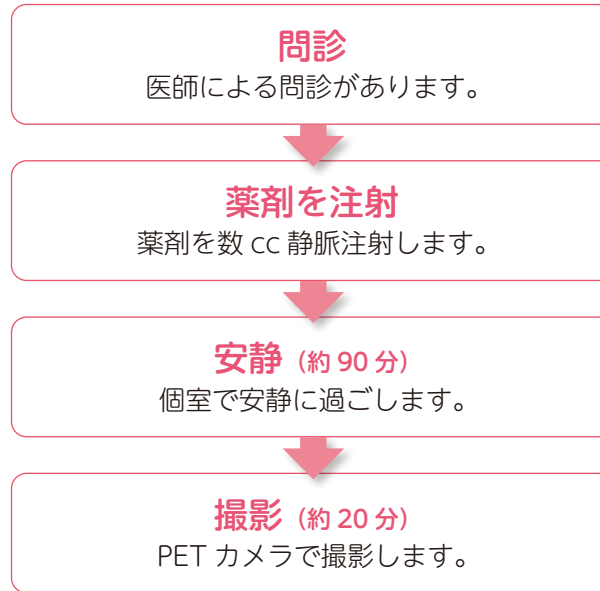 問診
医師による問診があります。
薬剤を注射
薬剤を数 cc 静脈注射します。
安静（約 90 分）
個室で安静に過ごします。
撮影（約 20 分）
PET カメラで撮影します。